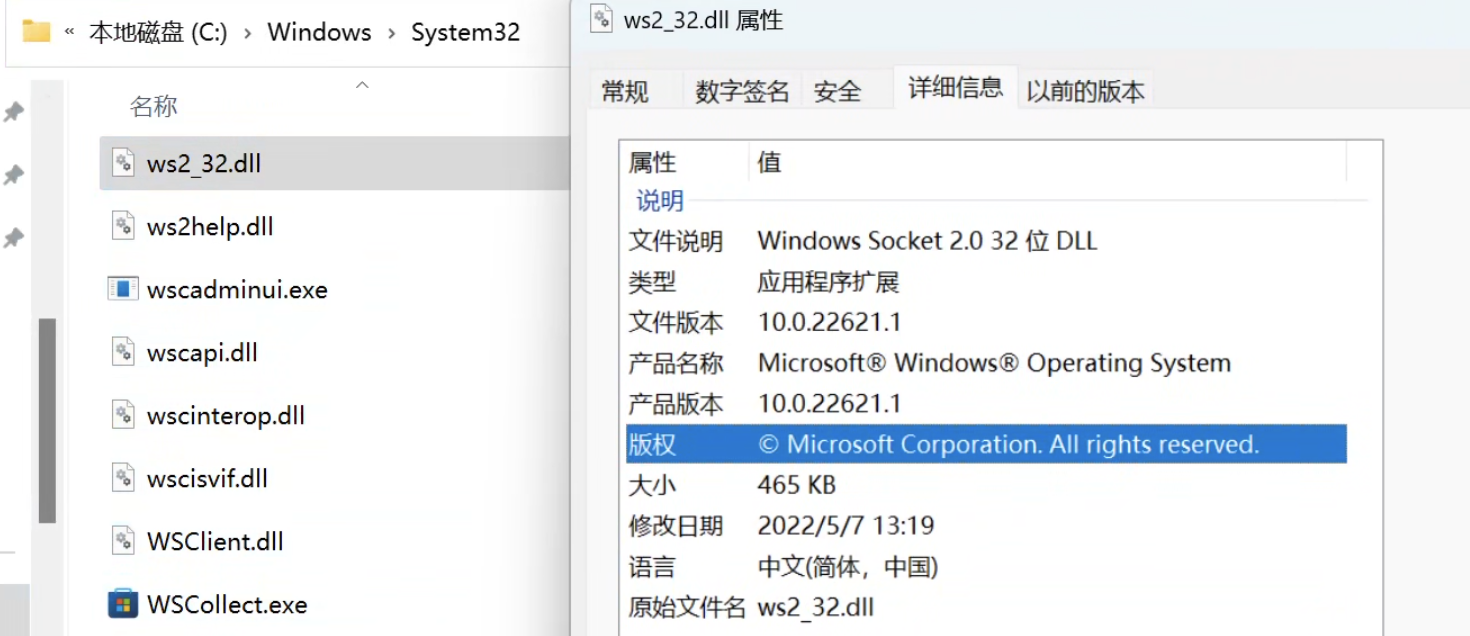 « 本地磁盘 (C:) › Windows › System32
名称
ws2_32.dll
ws2help.dll
wscadminui.exe
wscapi.dll
wscinterop.dll
wscisvif.dll
WSClient.dll
WSCollect.exe
ws2_32.dll 属性
常规 数字签名 安全 详细信息 以前的版本
属性 值
说明
文件说明 Windows Socket 2.0 32 位 DLL
类型 应用程序扩展
文件版本 10.0.22621.1
产品名称 Microsoft® Windows® Operating System
产品版本 10.0.22621.1
版权 © Microsoft Corporation. All rights reserved.
大小 465 KB
修改日期 2022/5/7 13:19
语言 中文(简体，中国)
原始文件名 ws2_32.dll